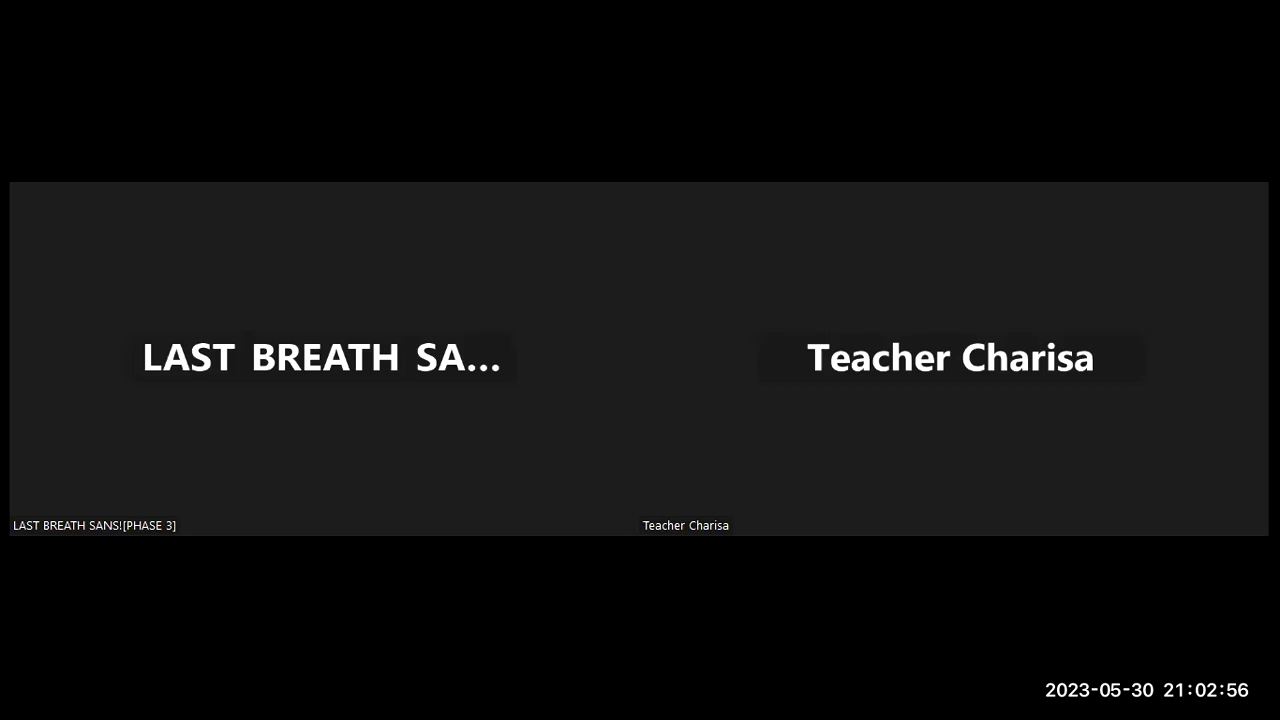 LAST BREATH SA...
Teacher Charisa
LAST BREATH SANS![PHASE 3]
Teacher Charisa
2023-05-30 21:02:56